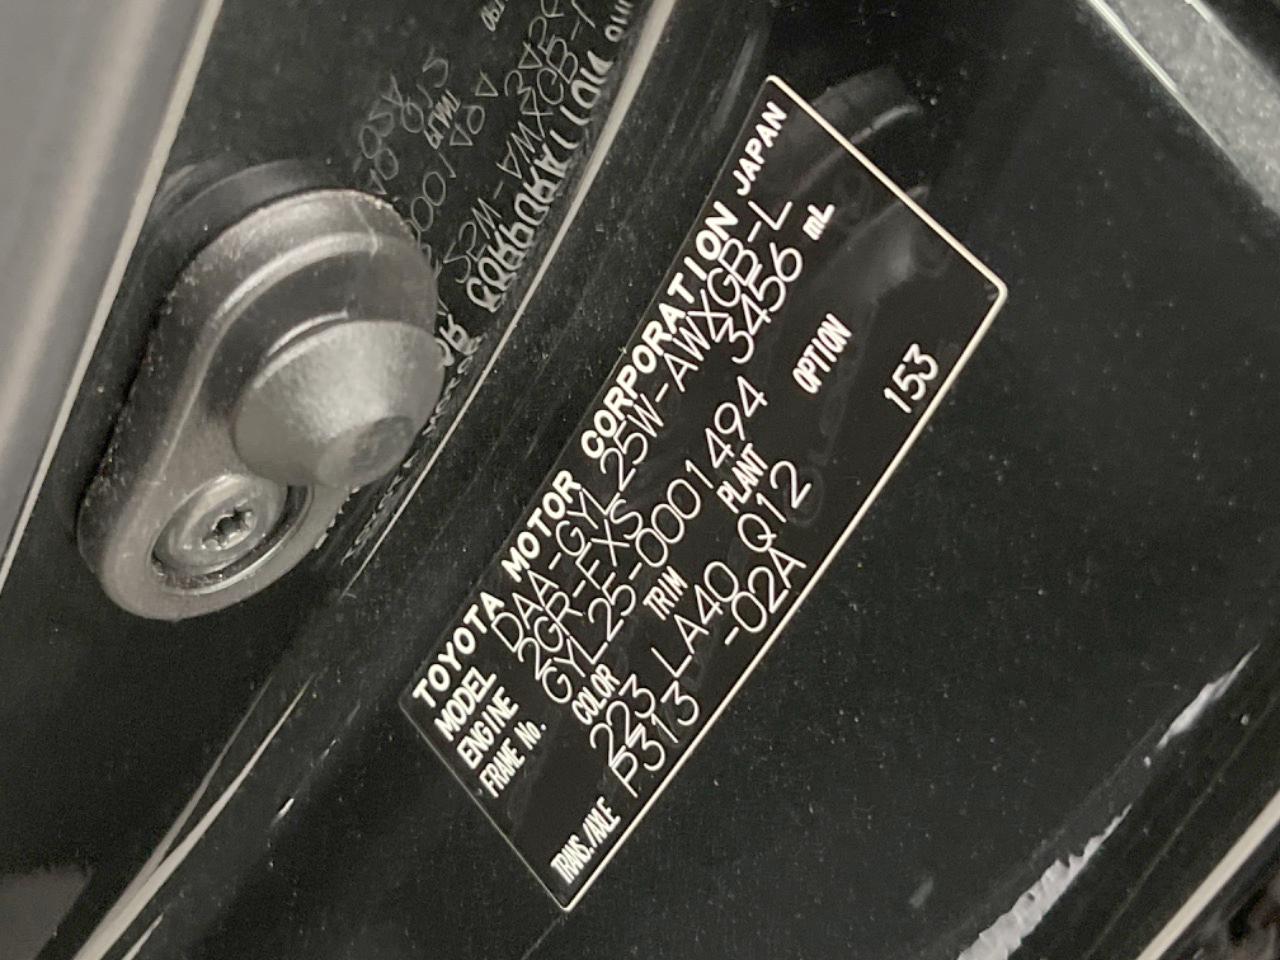 TOYOTA MOTOR CORPORATION JAPAN
MODEL DAA-GYL25W-AWXGB-L
ENGINE 2GR-FXS 3456 mL
FRAME No. GYL25-0001494
COLOR TRIM PLANT OPTION
223 LA40 Q12 153
TRANS./AXLE P313 -02A